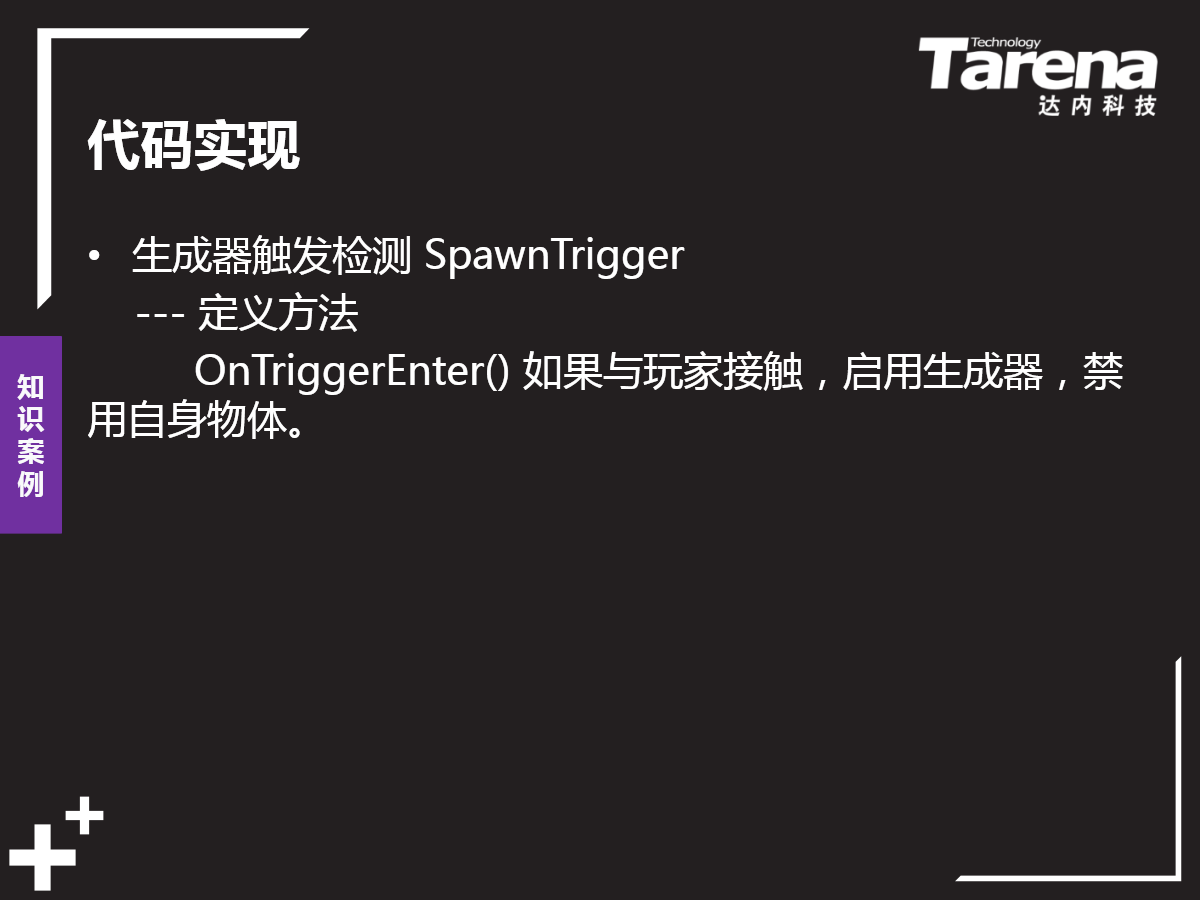 Technology
Tarena
达内科技
代码实现
• 生成器触发检测 SpawnTrigger
--- 定义方法
OnTriggerEnter() 如果与玩家接触，启用生成器，禁
用自身物体。
知识案例